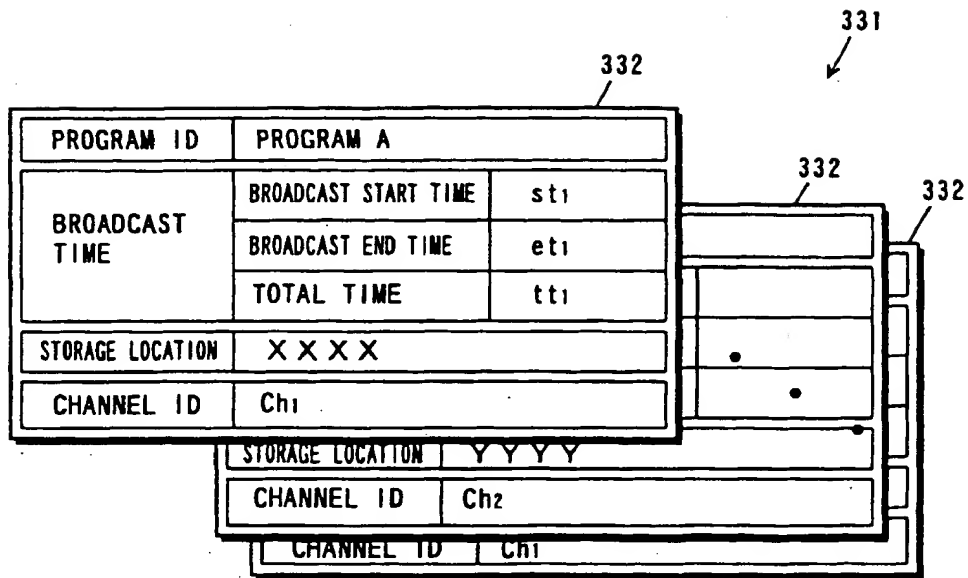 331
332
PROGRAM ID PROGRAM A
BROADCAST TIME
BROADCAST START TIME st1
BROADCAST END TIME et1
TOTAL TIME tt1
STORAGE LOCATION XXXX
CHANNEL ID Ch1
332
STORAGE LOCATION YYYY
CHANNEL ID Ch2
332
CHANNEL ID Ch1